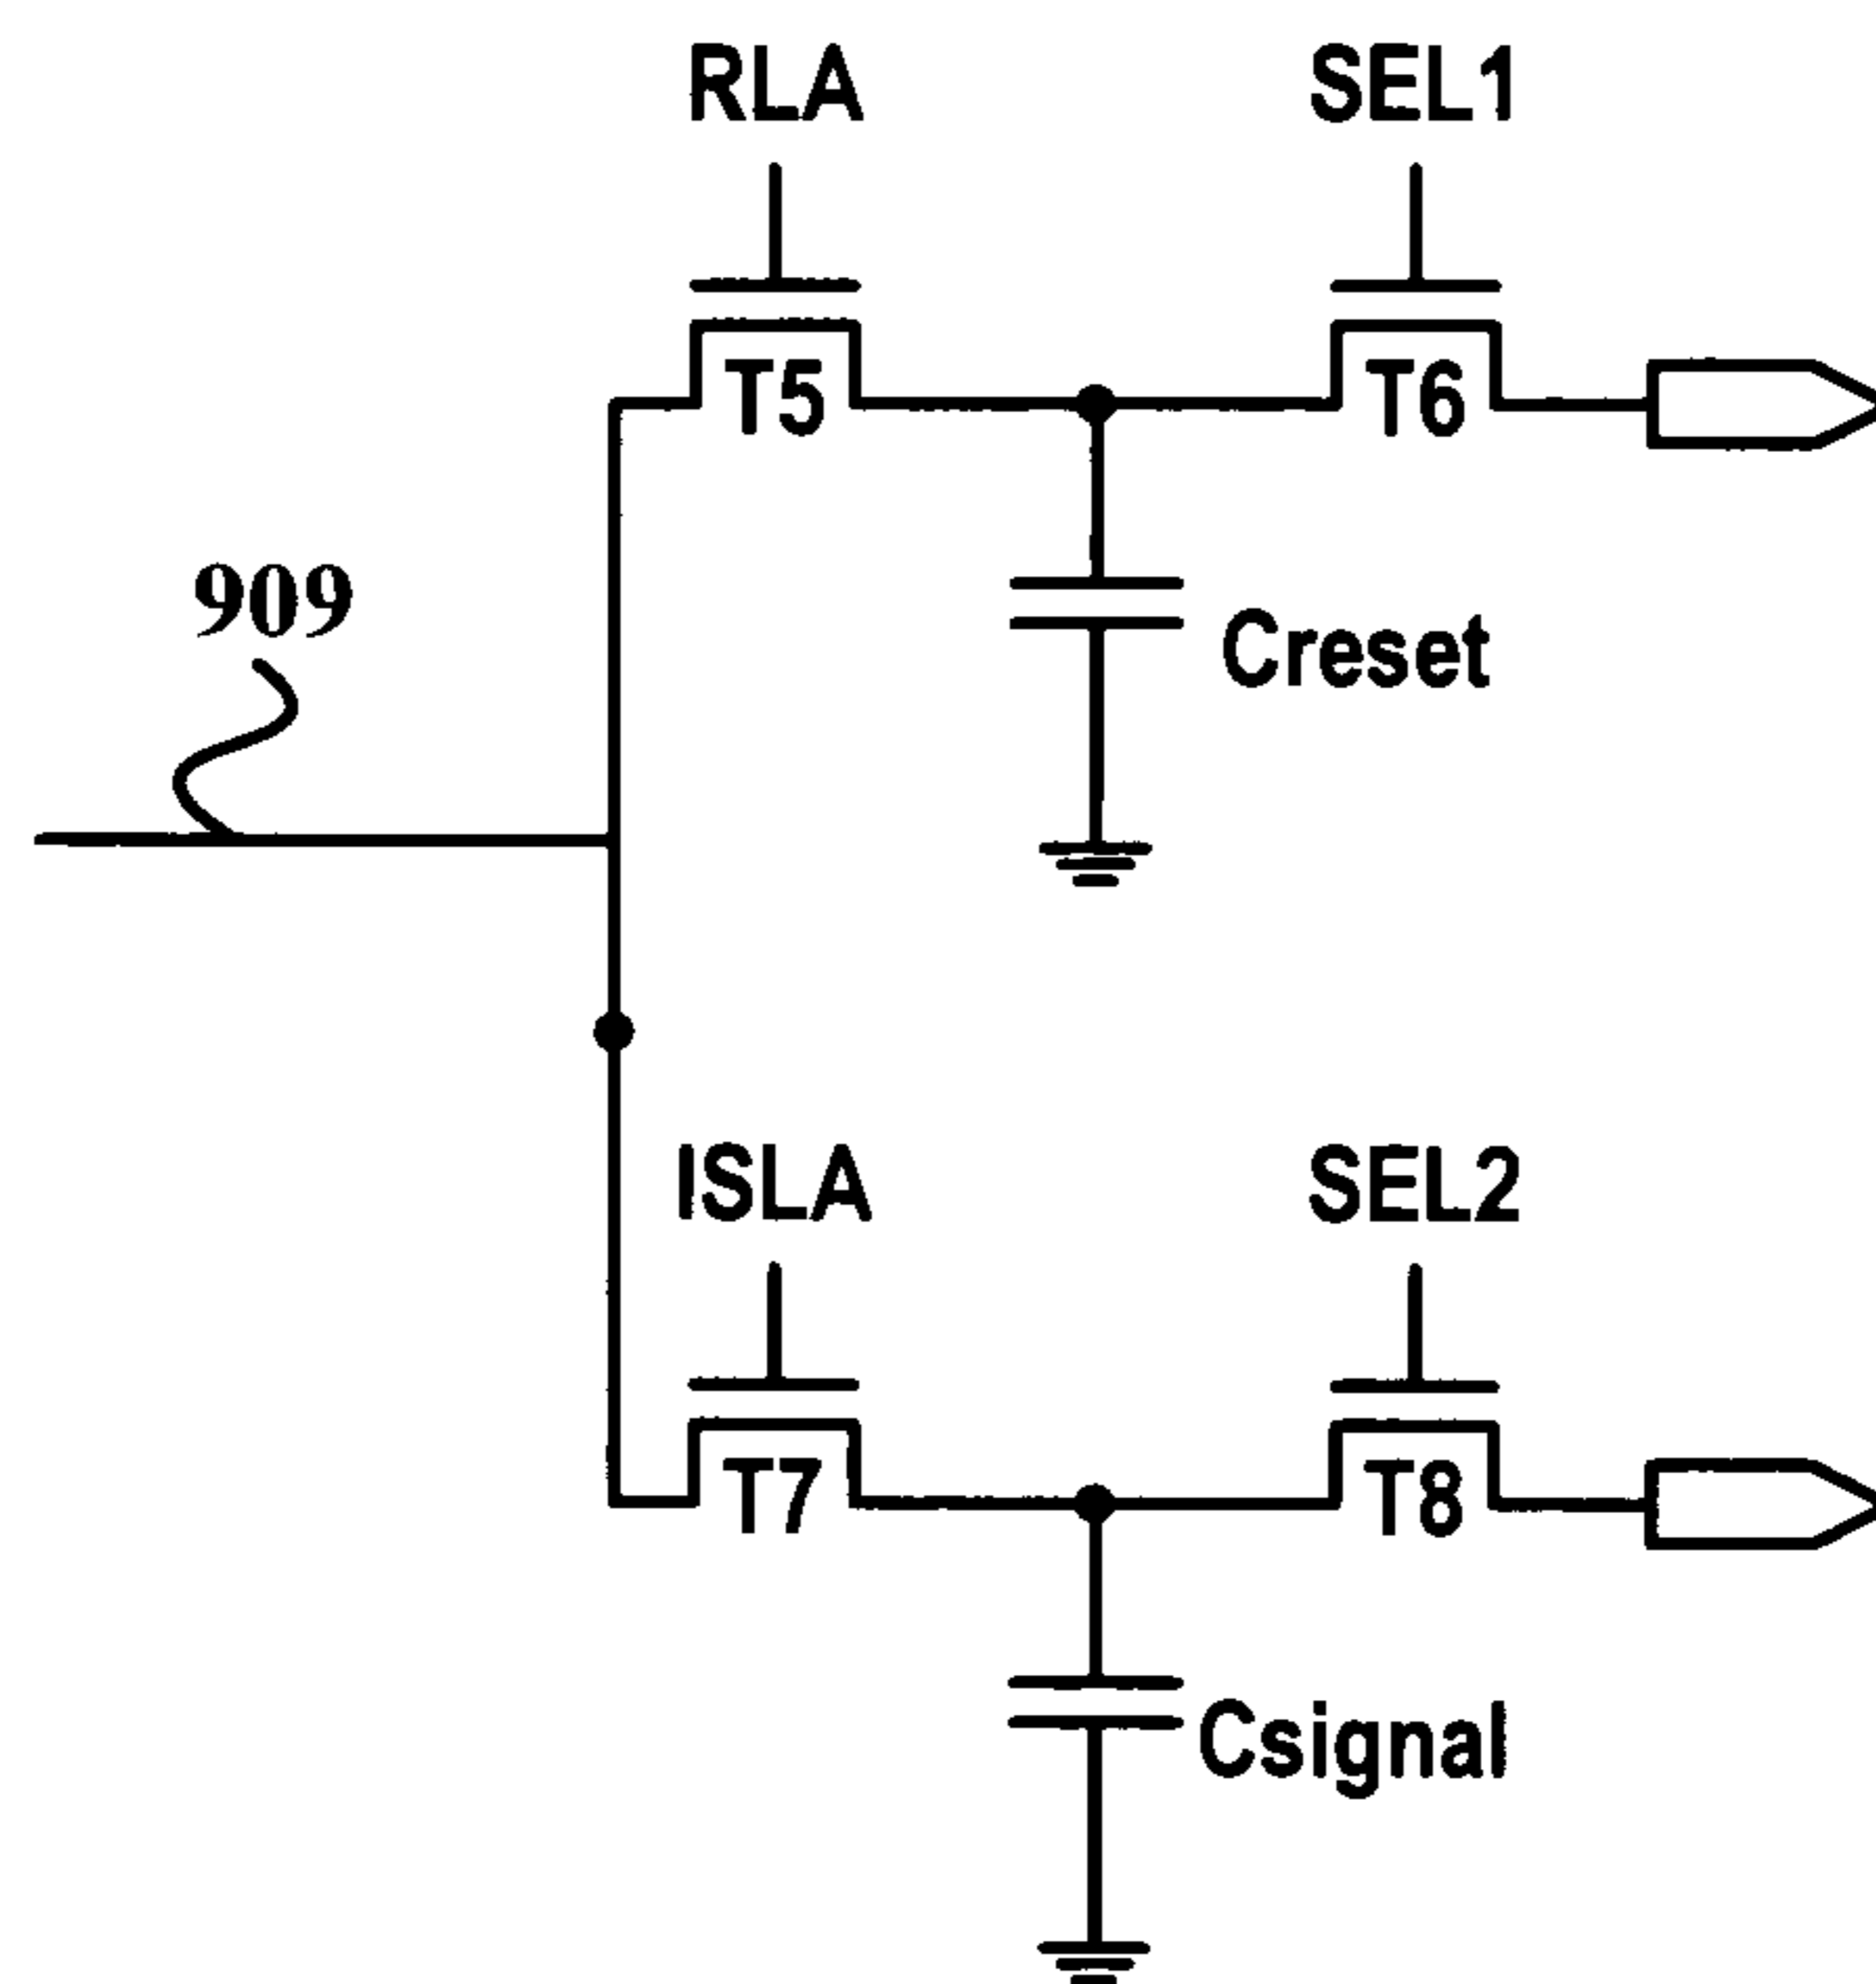 RLA SEL1
T5 T6
909
Creset
ISLA SEL2
T7 T8
Csignal